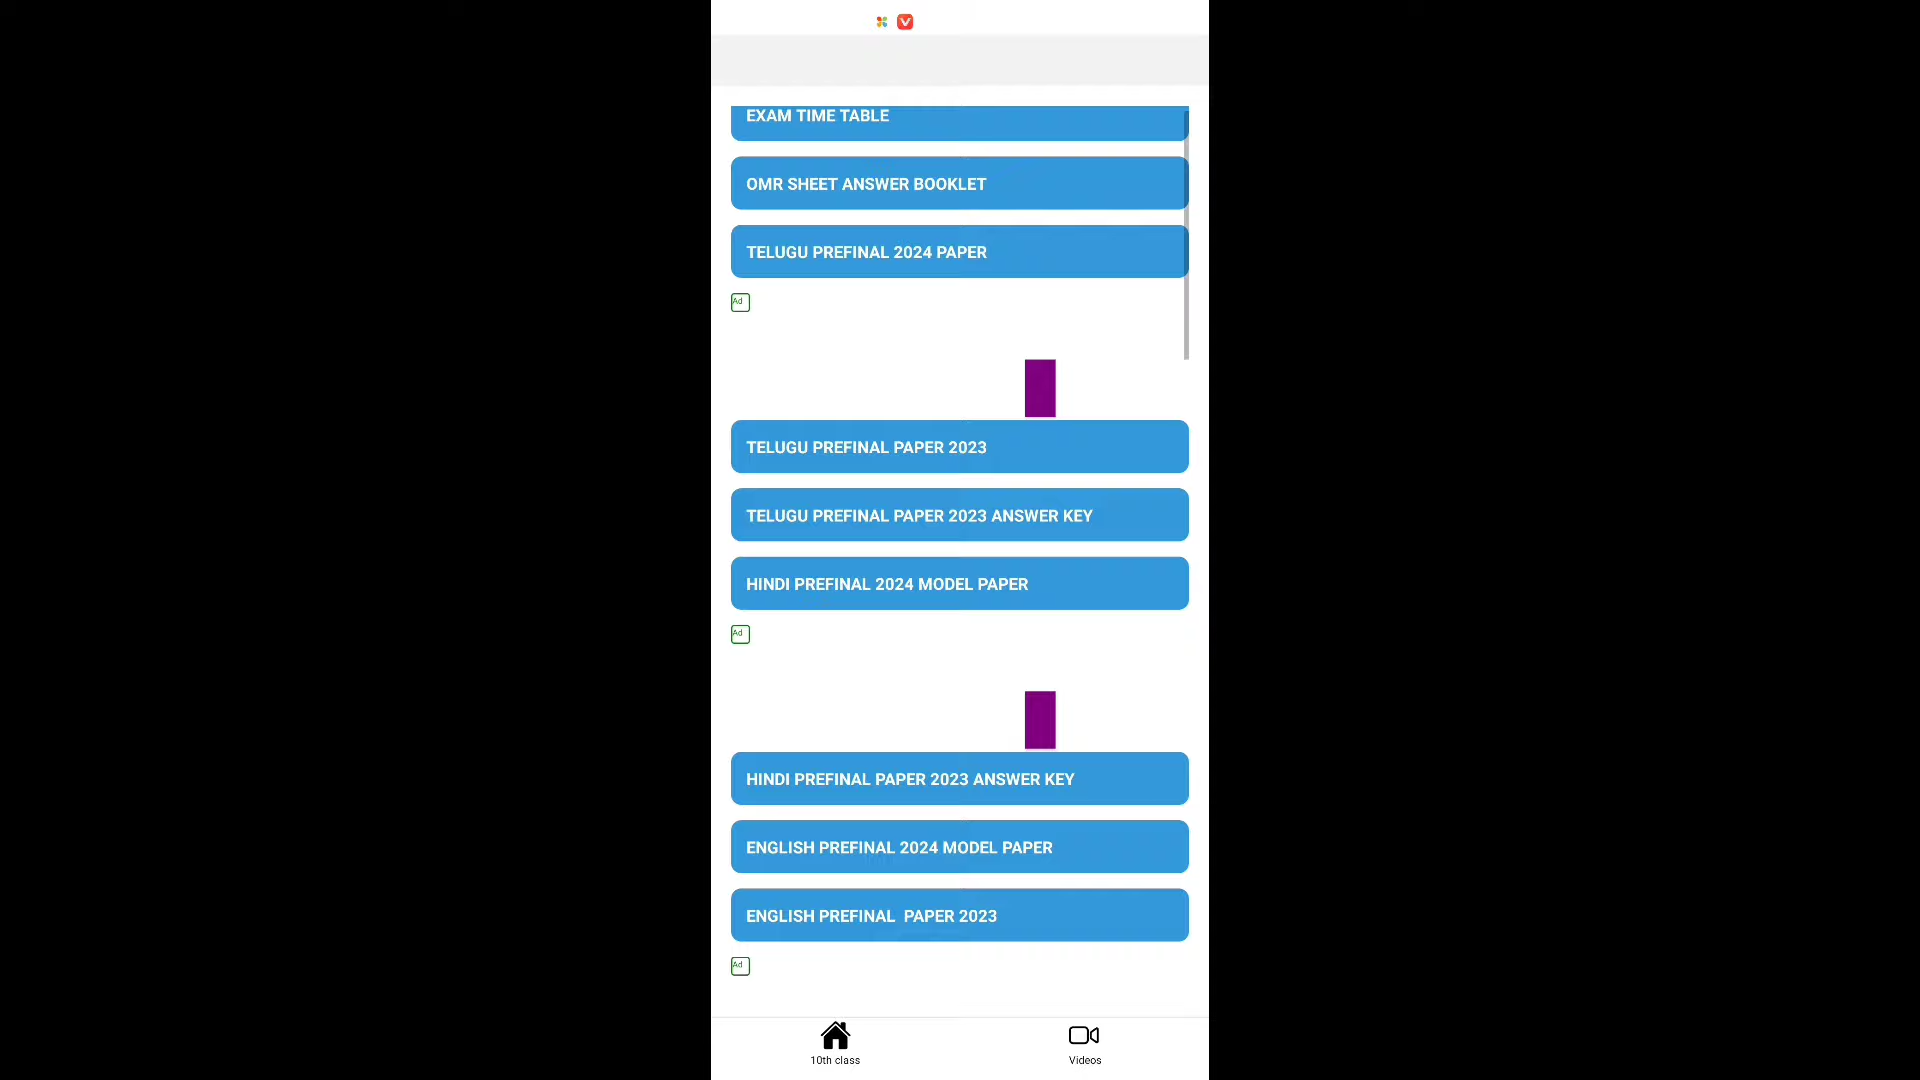 EXAM TIME TABLE
OMR SHEET ANSWER BOOKLET
TELUGU PREFINAL 2024 PAPER
Ad
TELUGU PREFINAL PAPER 2023
TELUGU PREFINAL PAPER 2023 ANSWER KEY
HINDI PREFINAL 2024 MODEL PAPER
Ad
HINDI PREFINAL PAPER 2023 ANSWER KEY
ENGLISH PREFINAL 2024 MODEL PAPER
ENGLISH PREFINAL  PAPER 2023
Ad
10th class
Videos